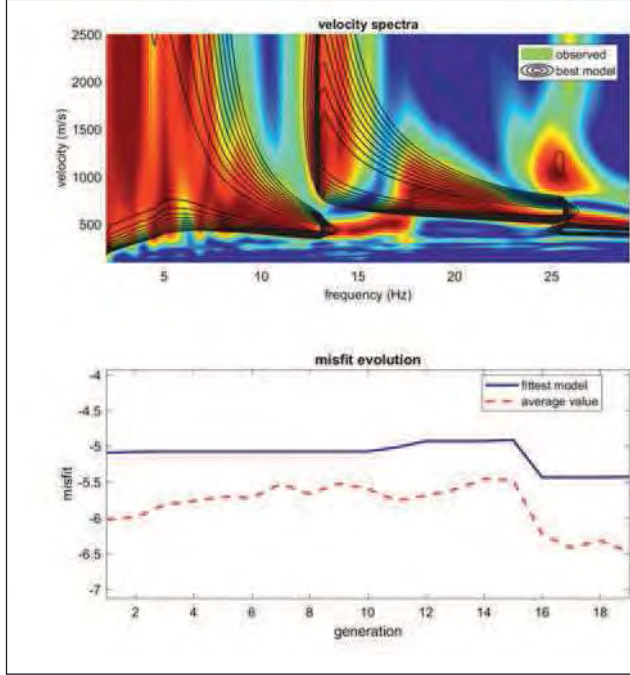 velocity spectra
2500
2000
1500
1000
500
velocity (m/s)
observed
best model
5
10
15
20
25
frequency (Hz)
misfit evolution
-4
-4.5
-5
-5.5
-6
-6.5
-7
misfit
fittest model
average value
2
4
6
8
10
12
14
16
18
generation